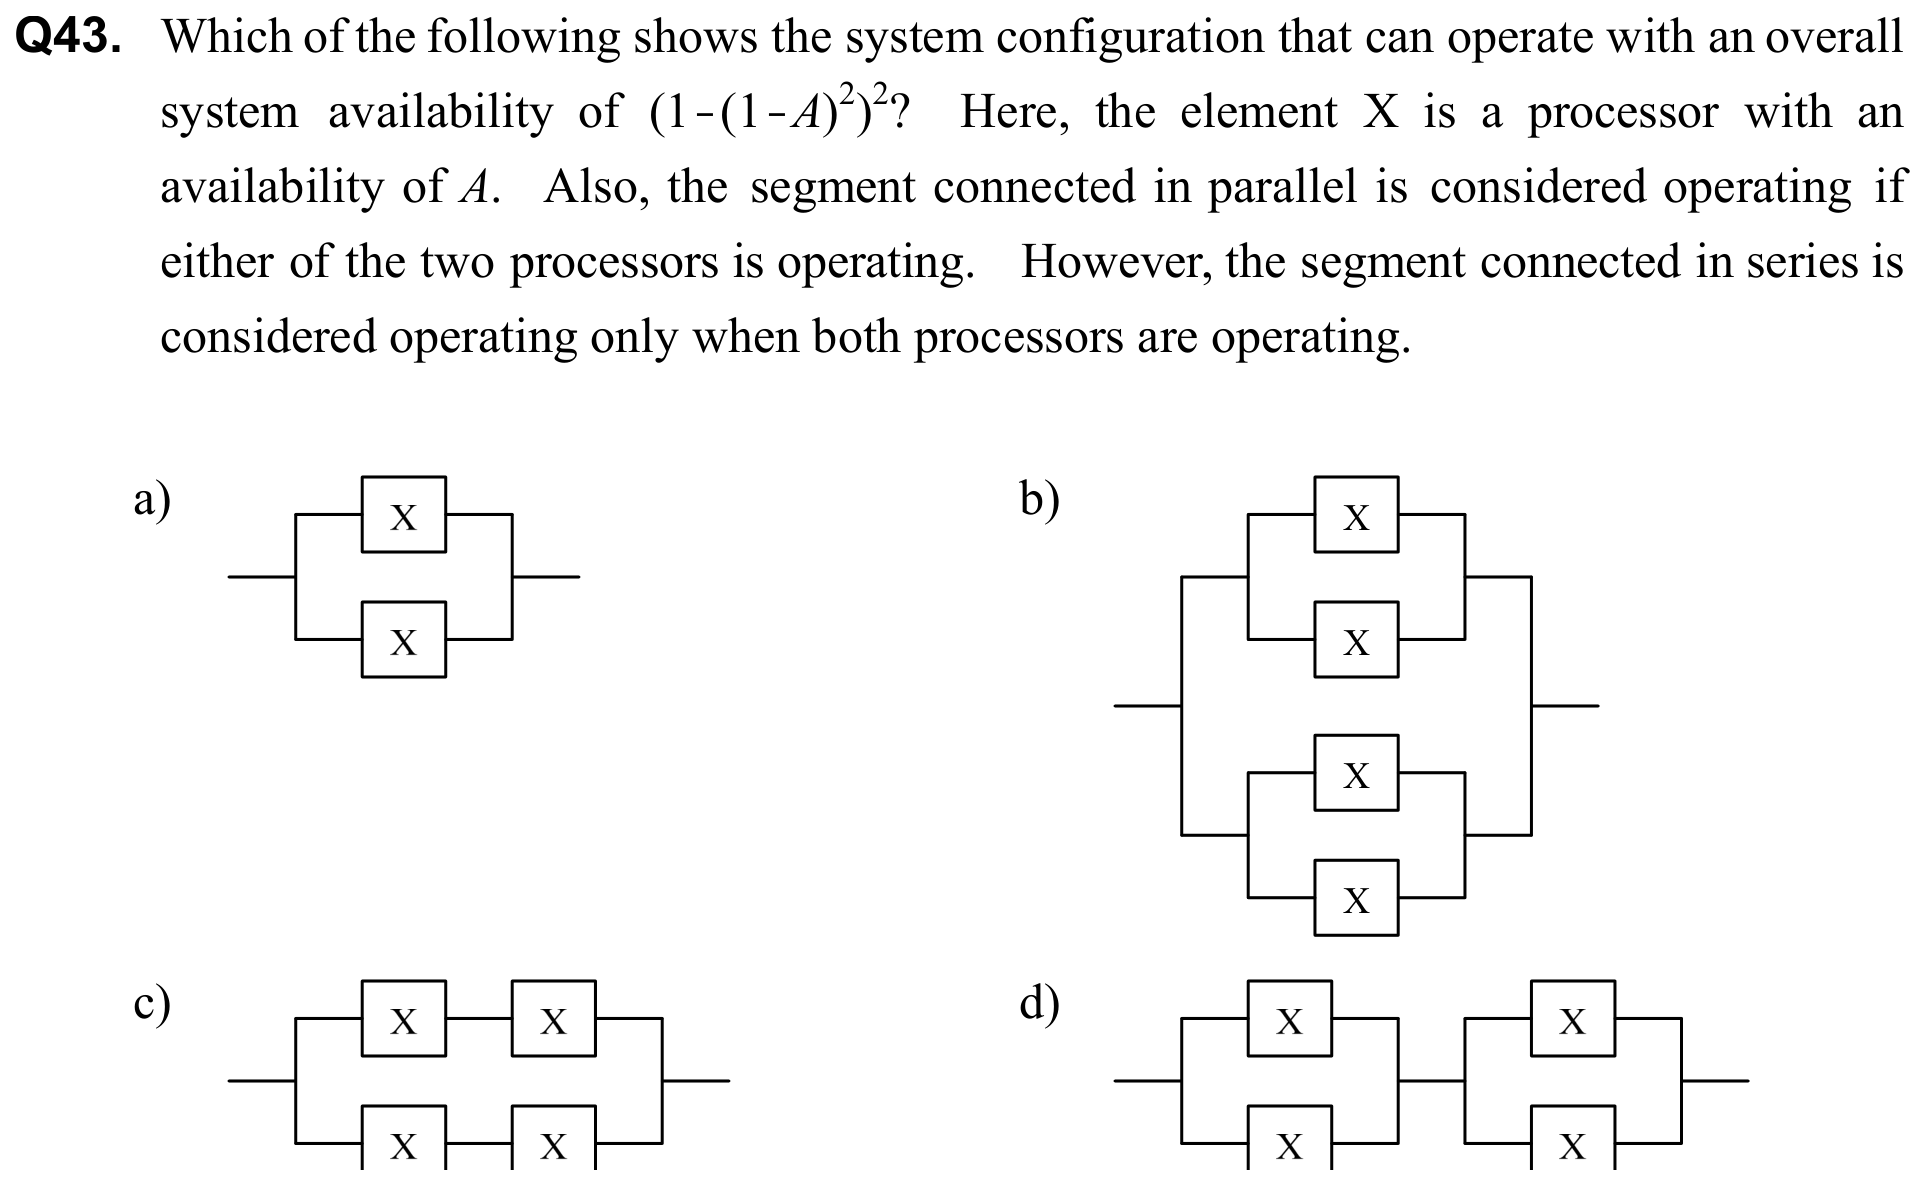 Q43. Which of the following shows the system configuration that can operate with an overall
system availability of (1-(1-A)²)²? Here, the element X is a processor with an
availability of A. Also, the segment connected in parallel is considered operating if
either of the two processors is operating. However, the segment connected in series is
considered operating only when both processors are operating.
a)
X
X
b)
X
X
X
X
c)
X X
X X
d)
X X
X X